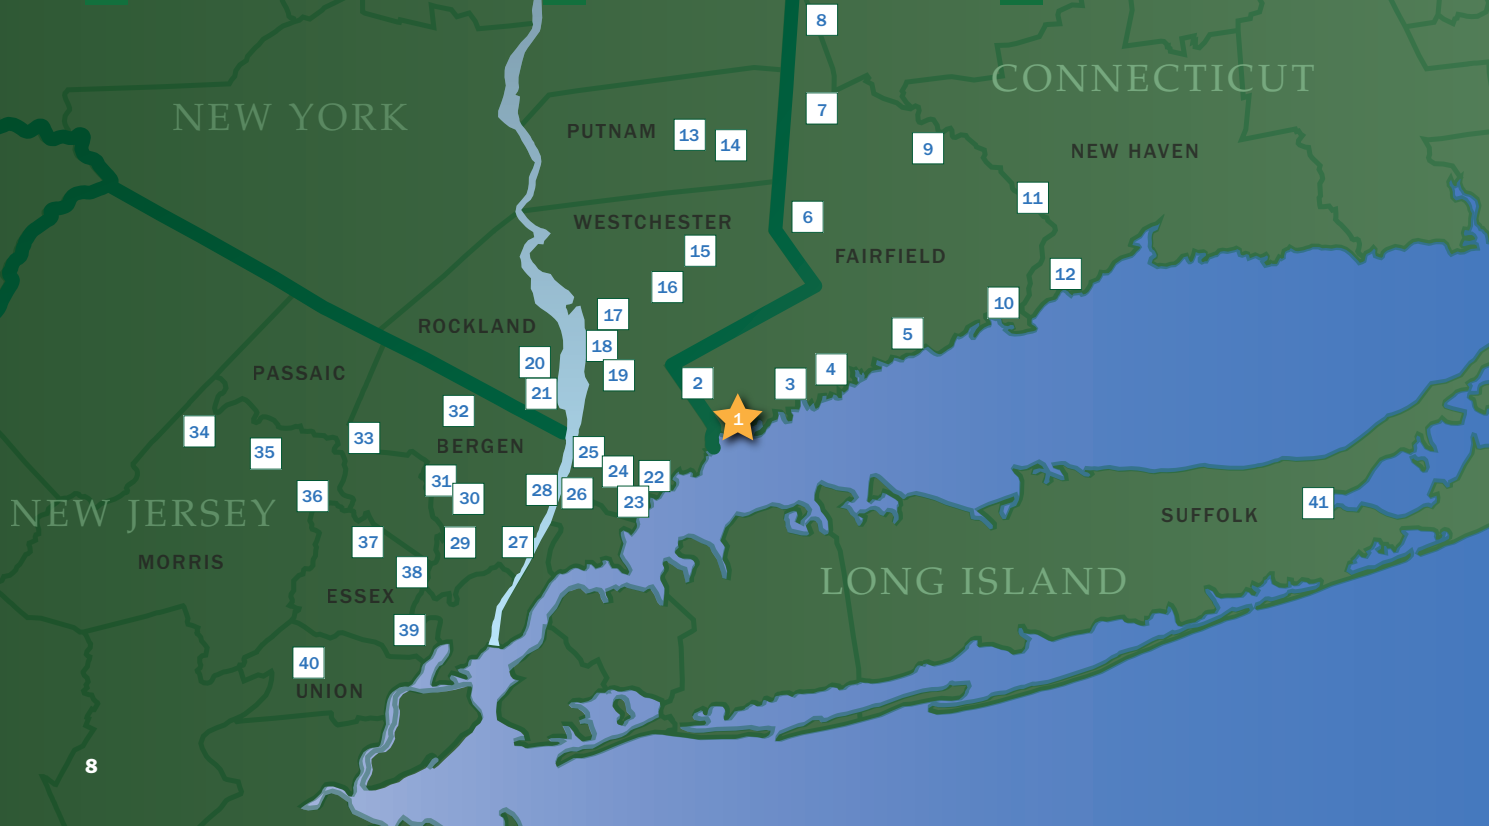 8
CONNECTICUT
7
NEW YORK
PUTNAM
13
14
9
NEW HAVEN
11
6
WESTCHESTER
15
FAIRFIELD
12
16
10
17
ROCKLAND
5
18
20
19
4
PASSAIC
2
3
21
32
1
34
33
BERGEN
35
25
24
22
31
28
26
30
36
23
41
NEW JERSEY
SUFFOLK
37
29
27
MORRIS
38
LONG ISLAND
ESSEX
39
40
UNION
8